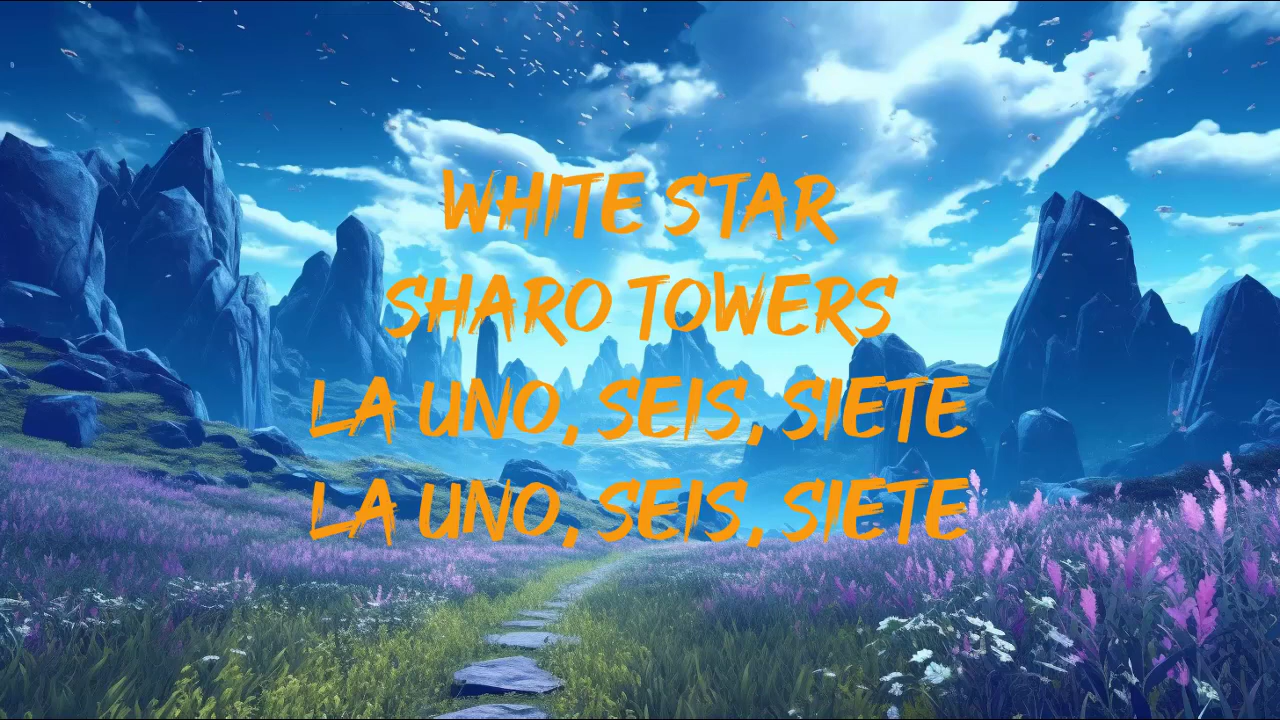 WHITE STAR
SHARO TOWERS
LA UNO, SEIS, SIETE
LA UNO, SEIS, SIETE